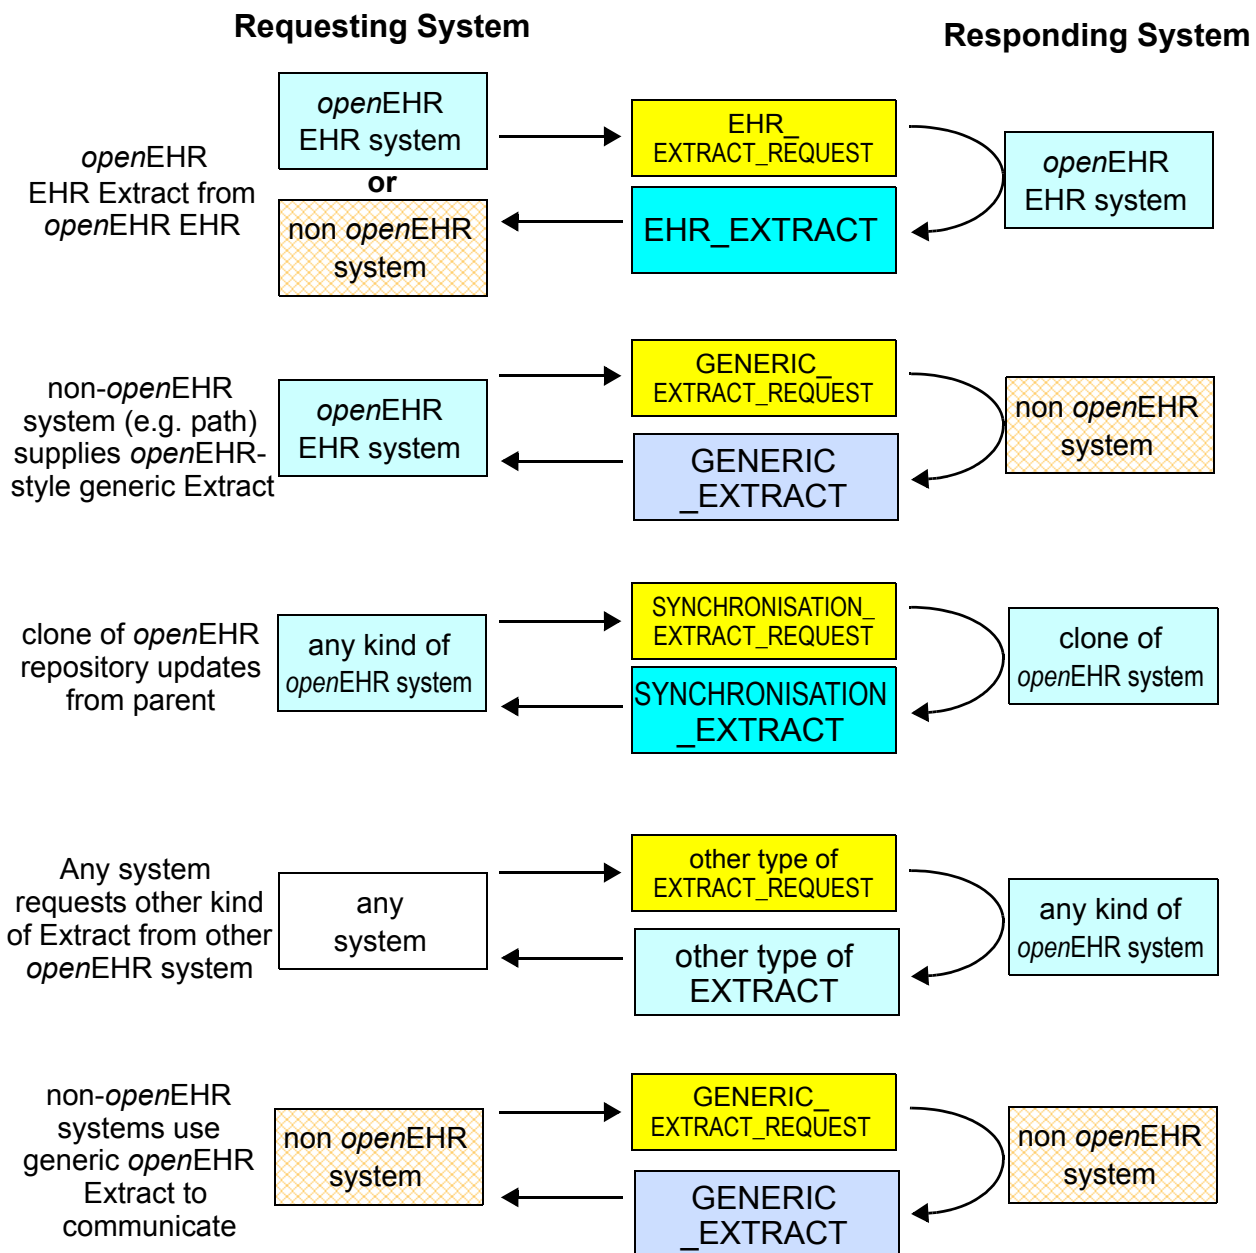 Requesting System
Responding System
openEHR
EHR Extract from
openEHR EHR
openEHR
EHR system
or
non openEHR
system
EHR_
EXTRACT_REQUEST
EHR_EXTRACT
openEHR
EHR system
non-openEHR
system (e.g. path)
supplies openEHR-
style generic Extract
openEHR
EHR system
GENERIC_
EXTRACT_REQUEST
GENERIC
_EXTRACT
non openEHR
system
clone of openEHR
repository updates
from parent
any kind of
openEHR system
SYNCHRONISATION_
EXTRACT_REQUEST
SYNCHRONISATION
_EXTRACT
clone of
openEHR system
Any system
requests other kind
of Extract from other
openEHR system
any
system
other type of
EXTRACT_REQUEST
other type of
EXTRACT
any kind of
openEHR system
non-openEHR
systems use
generic openEHR
Extract to
communicate
non openEHR
system
GENERIC_
EXTRACT_REQUEST
GENERIC
_EXTRACT
non openEHR
system